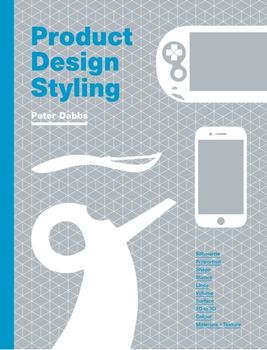 Product
Design
Styling
Peter Dabbs
Silhouette
Proportion
Shape
Stance
Lines
Volume
Surface
2D to 3D
Colour
Materials + Texture